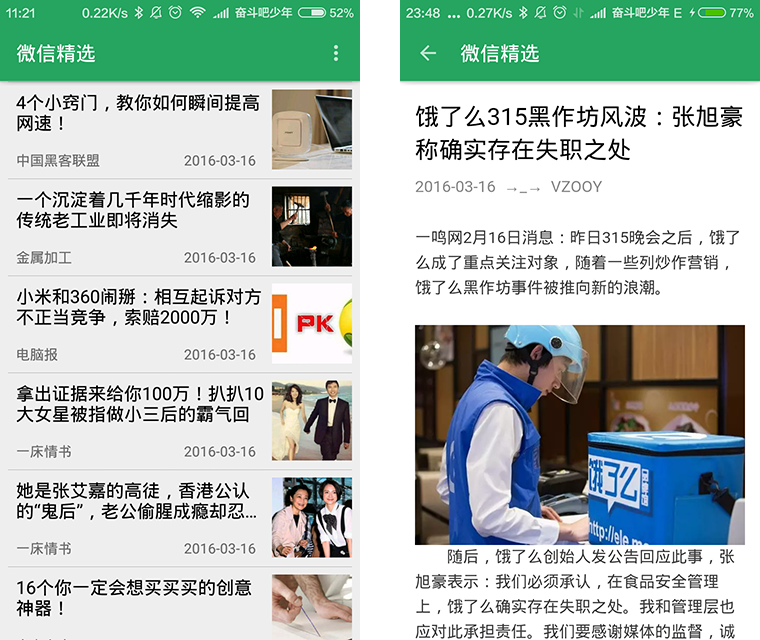 11:21
0.22K/s
奋斗吧少年
52%
微信精选
4个小窍门，教你如何瞬间提高
网速！
中国黑客联盟
2016-03-16
一个沉淀着几千年时代缩影的
传统老工业即将消失
金属加工
2016-03-16
小米和360闹掰：相互起诉对方
不正当竞争，索赔2000万！
电脑报
2016-03-16
PK
拿出证据来给你100万！扒扒10
大女星被指做小三后的霸气回
一床情书
2016-03-16
她是张艾嘉的高徒，香港公认
的“鬼后”，老公偷腥成瘾却忍...
一床情书
2016-03-16
16个你一定会想买买买的创意
神器！
23:48
... 0.27K/s
奋斗吧少年 E
77%
微信精选
饿了么315黑作坊风波：张旭豪
称确实存在失职之处
2016-03-16 →_→ VZOOY
一鸣网2月16日消息：昨日315晚会之后，饿了
么成了重点关注对象，随着一些列炒作营销，
饿了么黑作坊事件被推向新的浪潮。
饿了么
http://ele.me
随后，饿了么创始人发公告回应此事，张
旭豪表示：我们必须承认，在食品安全管理
上，饿了么确实存在失职之处。我和管理层也
应对此承担责任。我们要感谢媒体的监督，诚